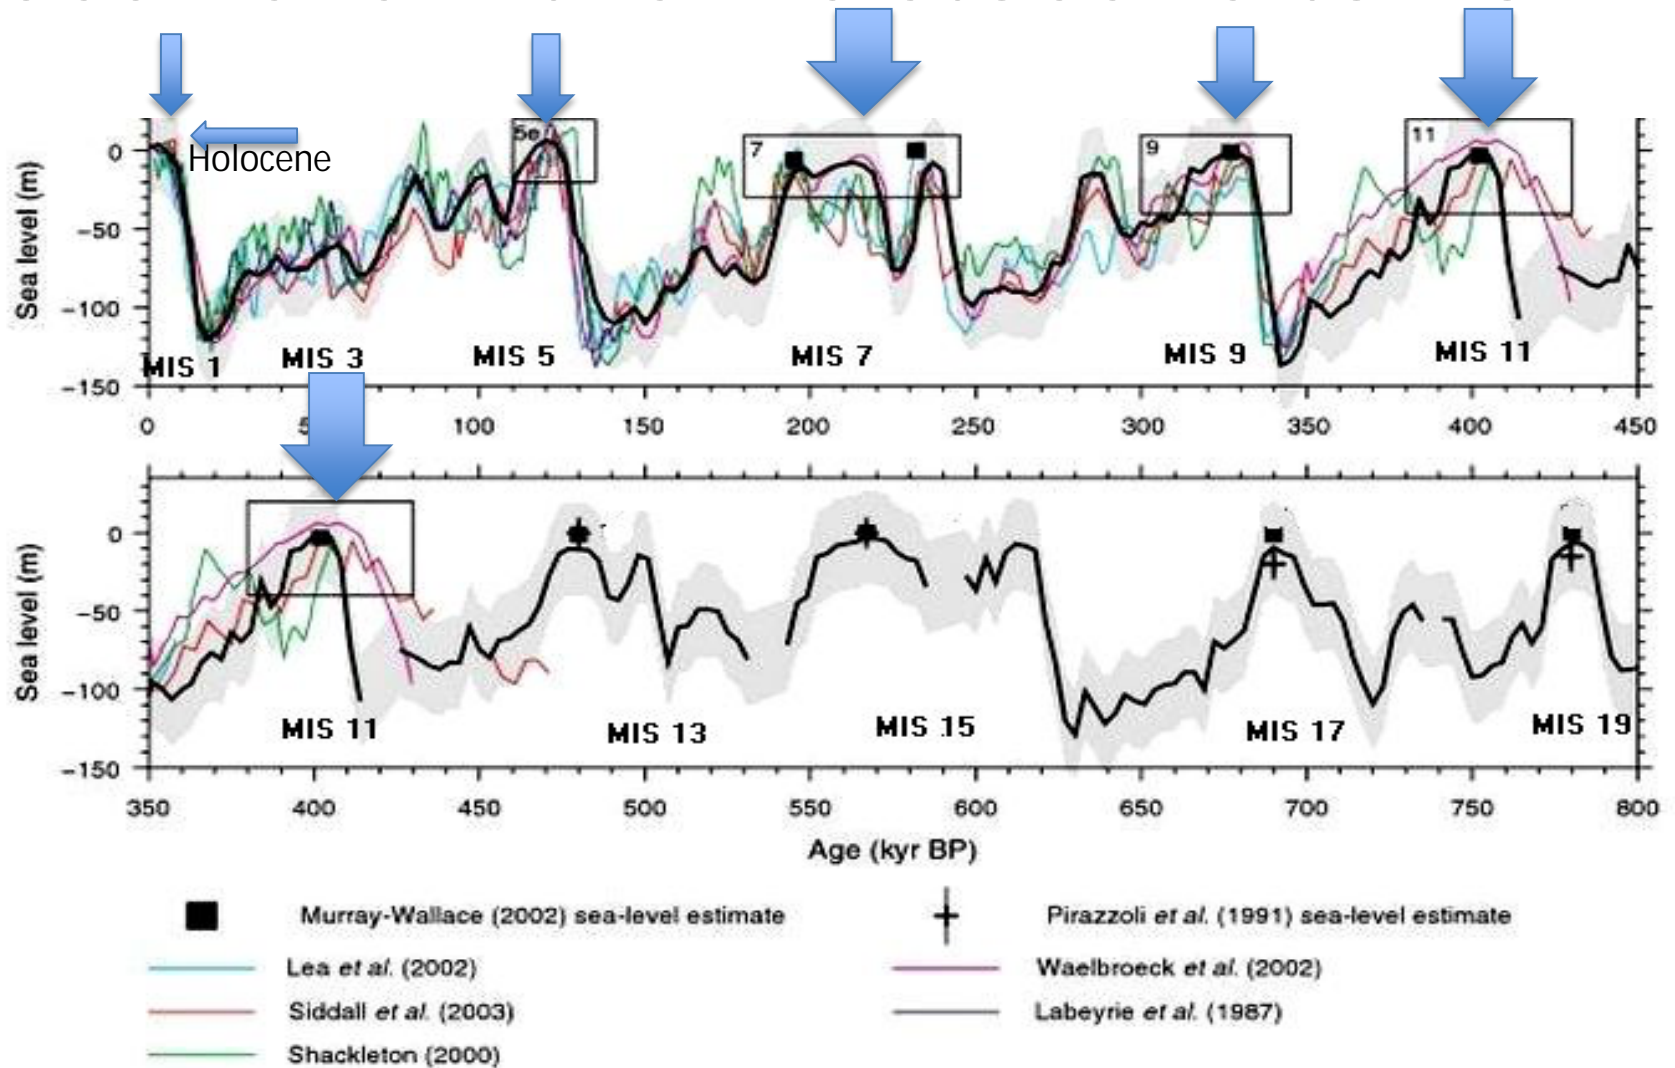 5e
7
9
11
0
Holocene
−50
−100
−150
Sea level (m)
MIS 1
MIS 3
MIS 5
MIS 7
MIS 9
MIS 11
0
5
100
150
200
250
300
350
400
450
0
−50
−100
−150
Sea level (m)
MIS 11
MIS 13
MIS 15
MIS 17
MIS 19
350
400
450
500
550
600
650
700
750
800
Age (kyr BP)
Murray-Wallace (2002) sea-level estimate
Pirazzoli et al. (1991) sea-level estimate
Lea et al. (2002)
Waelbroeck et al. (2002)
Siddall et al. (2003)
Labeyrie et al. (1987)
Shackleton (2000)